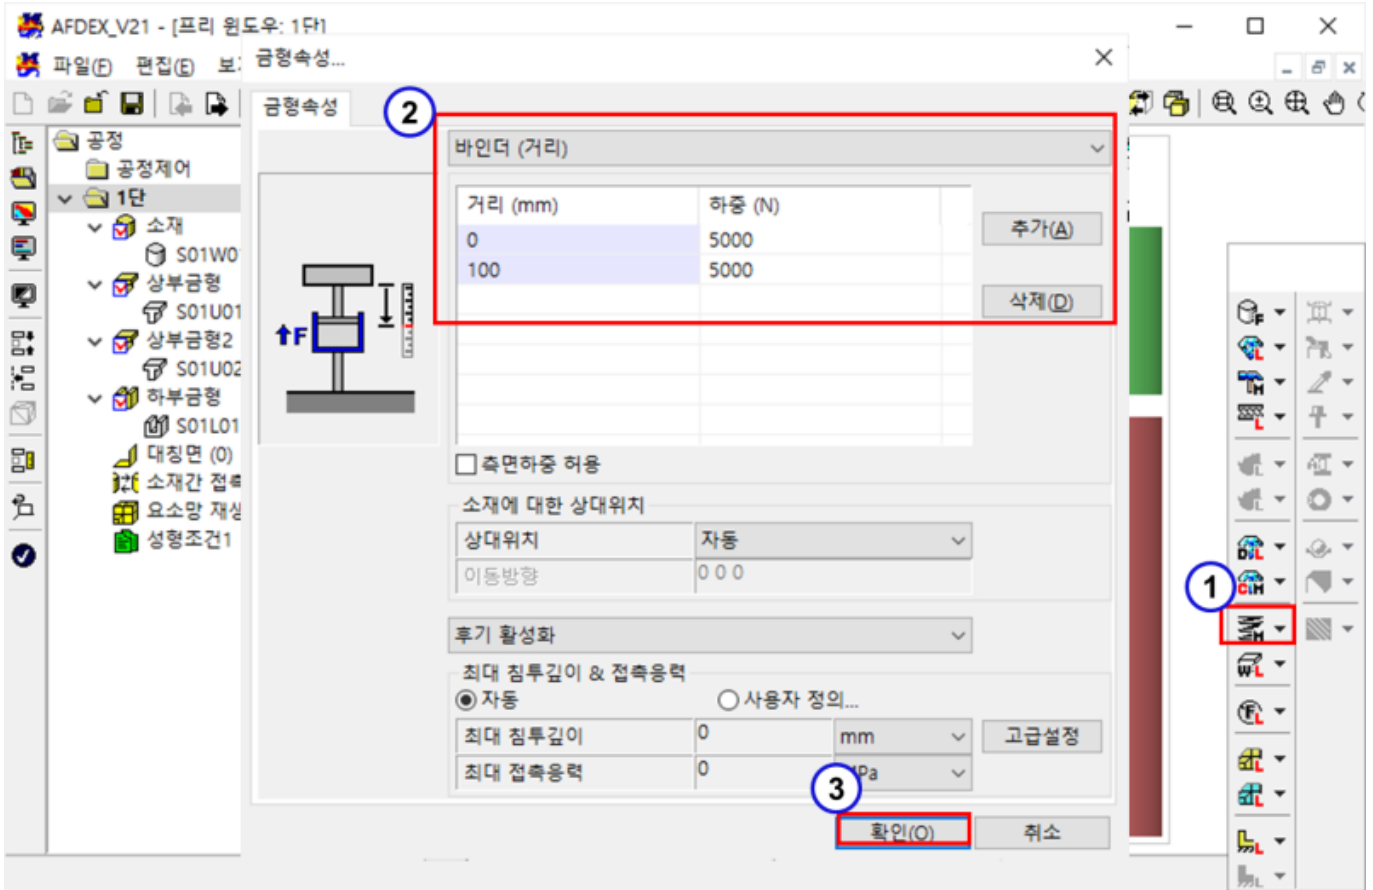 AFDEX_V21 - [프리 윈도우: 1단]
파일(F) 편집(E)
금형속성...
금형속성
2
바인더 (거리)
거리 (mm) 하중 (N)
0 5000
100 5000
추가(A)
삭제(D)
F
측면하중 허용
소재에 대한 상대위치
상대위치 자동
이동방향 0 0 0
후기 활성화
최대 침투깊이 & 접촉응력
자동 사용자 정의...
최대 침투깊이 0 mm 고급설정
최대 접촉응력 0
3
확인(O) 취소
공정
공정제어
1단
소재
S01W0
상부금형
S01U01
상부금형2
S01U02
하부금형
S01L01
대칭면 (0)
소재간 접촉
요소망 재생
성형조건1
1
F
L
M
L
L
L
DL
CM
M
WL
FL
L
L
L
L